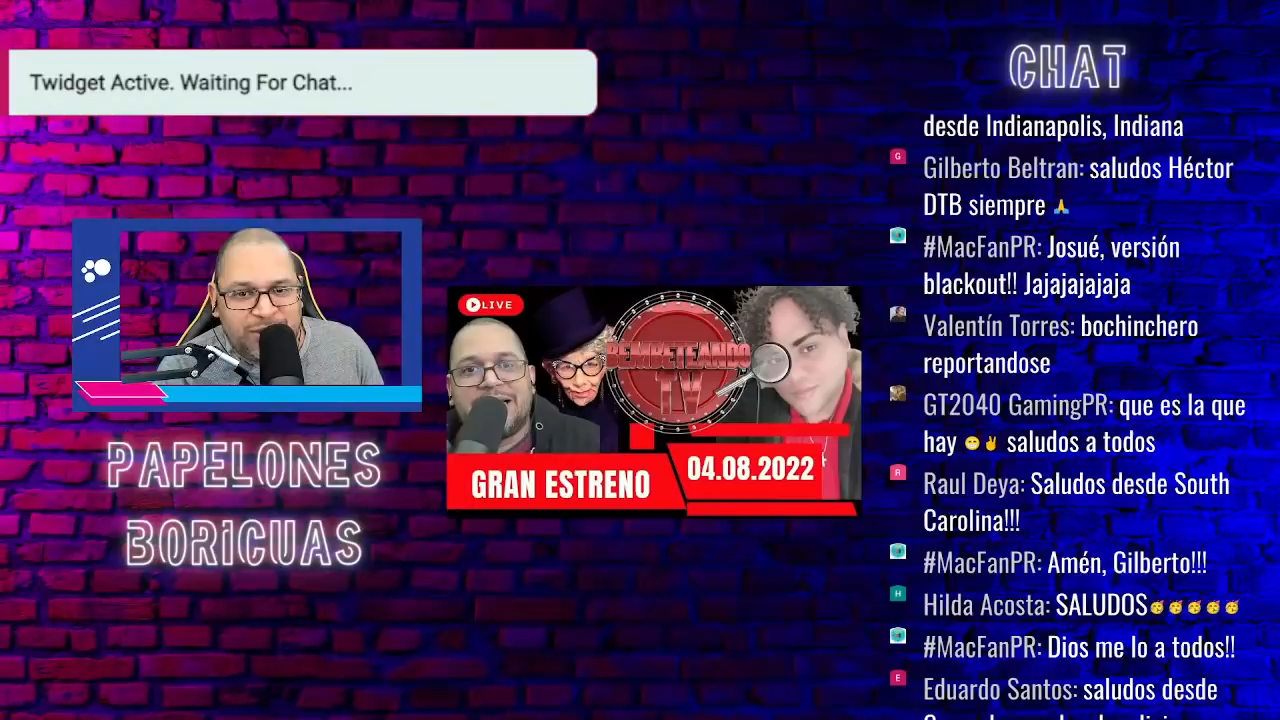 Twidget Active. Waiting For Chat...
PAPELONES
BORICUAS
LIVE
BEMBETEANDO
TV
GRAN ESTRENO
04.08.2022
CHAT
desde Indianapolis, Indiana
Gilberto Beltran: saludos Héctor
DTB siempre 🙏
#MacFanPR: Josué, versión
blackout!! Jajajajajaja
Valentín Torres: bochinchero
reportandose
GT2040 GamingPR: que es la que
hay 😁✌ saludos a todos
Raul Deya: Saludos desde South
Carolina!!!
#MacFanPR: Amén, Gilberto!!!
Hilda Acosta: SALUDOS🥳🥳🥳🥳🥳
#MacFanPR: Dios me lo a todos!!
Eduardo Santos: saludos desde